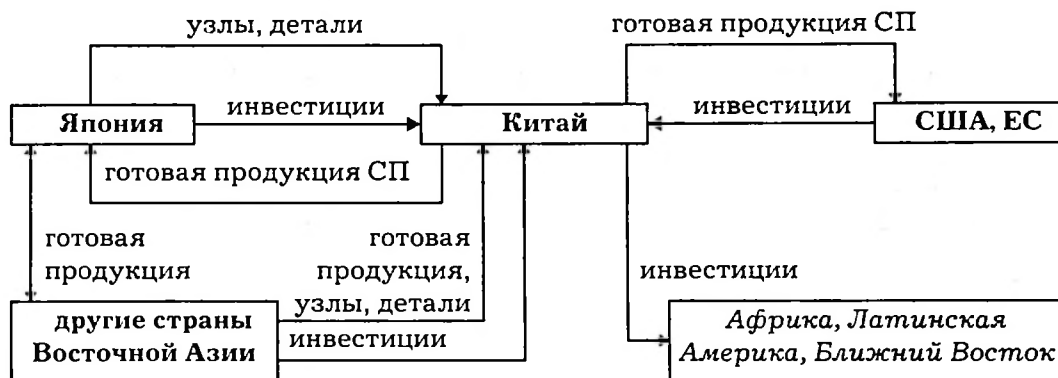 узлы, детали
готовая продукция СП
инвестиции
инвестиции
Япония
Китай
США, ЕС
готовая продукция СП
готовая
продукция
готовая
продукция,
узлы, детали
инвестиции
инвестиции
другие страны
Восточной Азии
Африка, Латинская
Америка, Ближний Восток